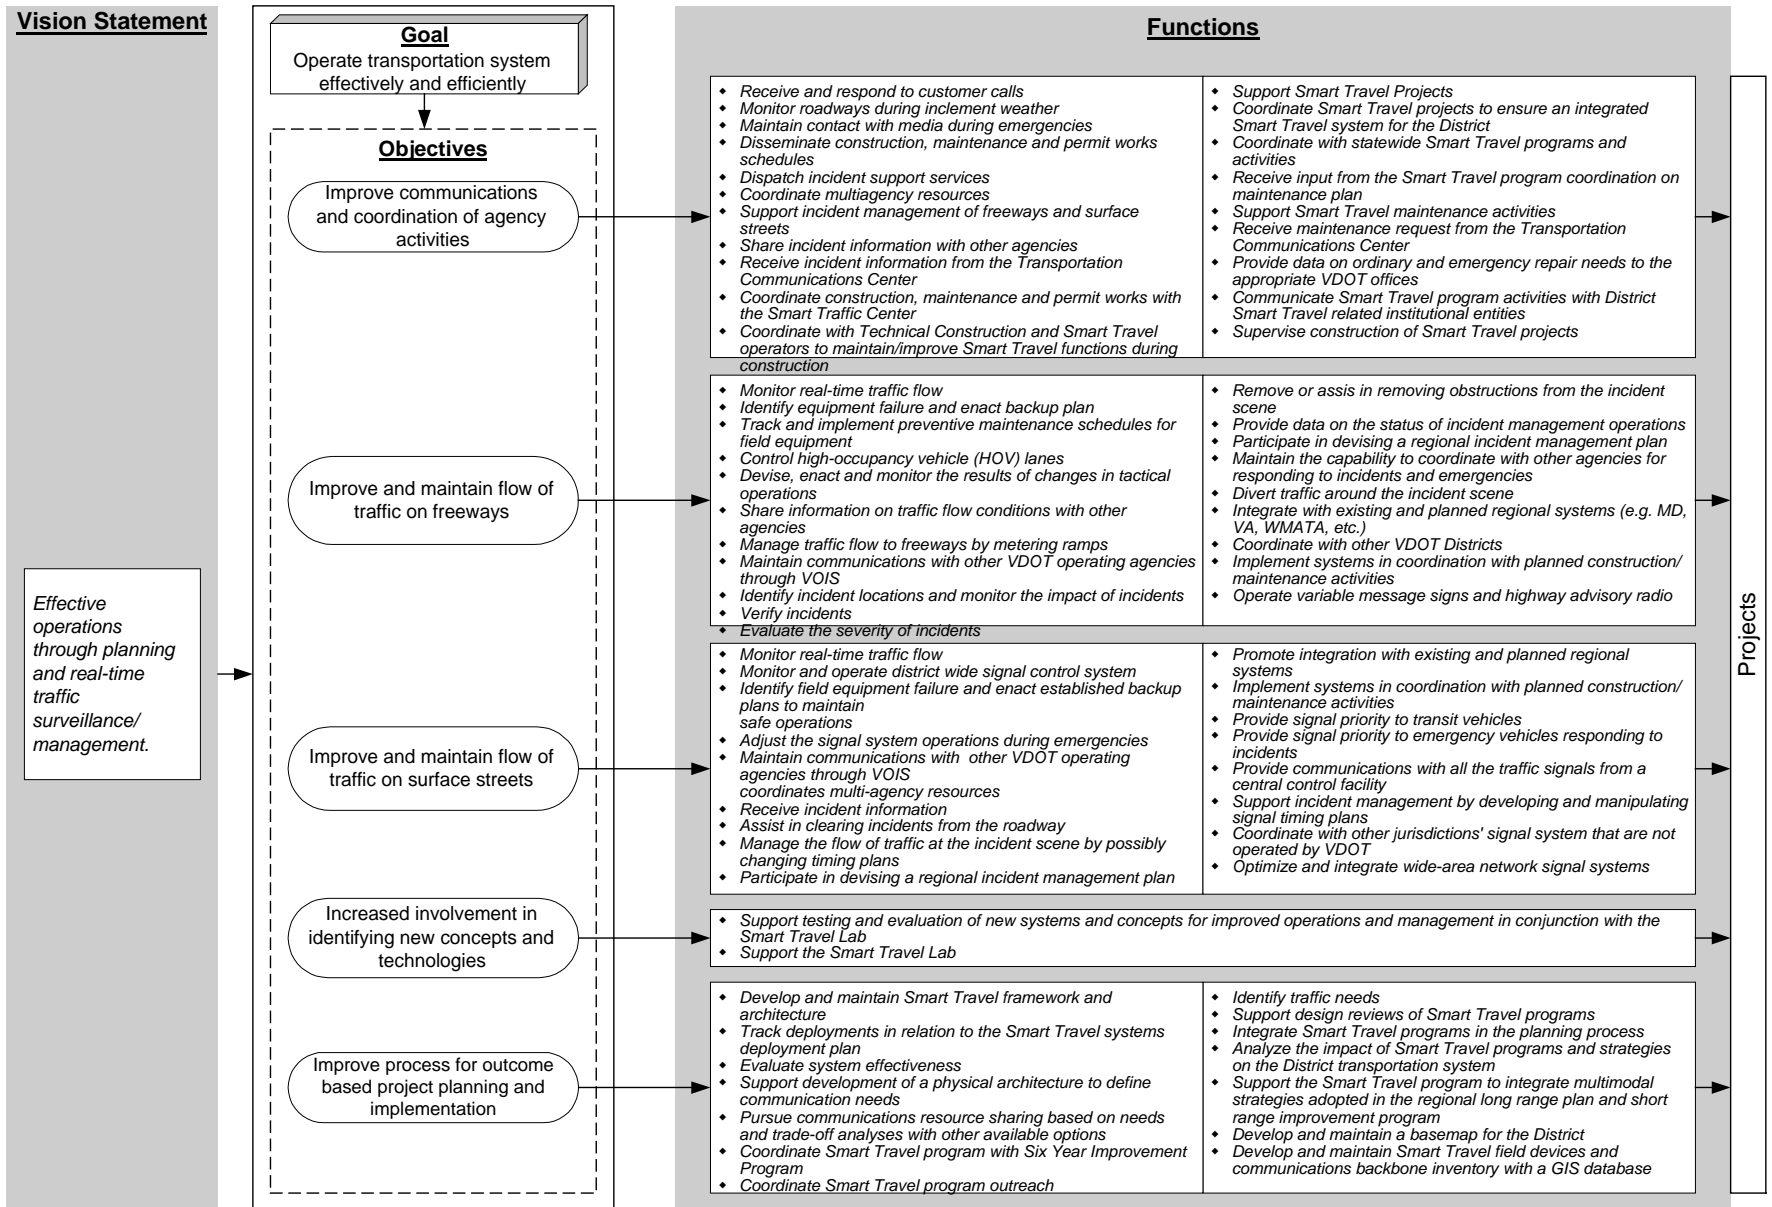 Vision Statement
Effective
operations
through planning
and real-time
traffic
surveillance/
management.
Goal
Operate transportation system
effectively and efficiently
Objectives
Improve communications
and coordination of agency
activities
Improve and maintain flow of
traffic on freeways
Improve and maintain flow of
traffic on surface streets
Increased involvement in
identifying new concepts and
technologies
Improve process for outcome
based project planning and
implementation
Functions
Receive and respond to customer calls
Monitor roadways during inclement weather
Maintain contact with media during emergencies
Disseminate construction, maintenance and permit works
schedules
Dispatch incident support services
Coordinate multiagency resources
Support incident management of freeways and surface
streets
Share incident information with other agencies
Receive incident information from the Transportation
Communications Center
Coordinate construction, maintenance and permit works with
the Smart Traffic Center
Coordinate with Technical Construction and Smart Travel
operators to maintain/improve Smart Travel functions during
construction
Support Smart Travel Projects
Coordinate Smart Travel projects to ensure an integrated
Smart Travel system for the District
Coordinate with statewide Smart Travel programs and
activities
Receive input from the Smart Travel program coordination on
maintenance plan
Support Smart Travel maintenance activities
Receive maintenance request from the Transportation
Communications Center
Provide data on ordinary and emergency repair needs to the
appropriate VDOT offices
Communicate Smart Travel program activities with District
Smart Travel related institutional entities
Supervise construction of Smart Travel projects
Monitor real-time traffic flow
Identify equipment failure and enact backup plan
Track and implement preventive maintenance schedules for
field equipment
Control high-occupancy vehicle (HOV) lanes
Devise, enact and monitor the results of changes in tactical
operations
Share information on traffic flow conditions with other
agencies
Manage traffic flow to freeways by metering ramps
Maintain communications with other VDOT operating agencies
through VOIS
Identify incident locations and monitor the impact of incidents
Verify incidents
Evaluate the severity of incidents
Remove or assis in removing obstructions from the incident
scene
Provide data on the status of incident management operations
Participate in devising a regional incident management plan
Maintain the capability to coordinate with other agencies for
responding to incidents and emergencies
Divert traffic around the incident scene
Integrate with existing and planned regional systems (e.g. MD,
VA, WMATA, etc.)
Coordinate with other VDOT Districts
Implement systems in coordination with planned construction/
maintenance activities
Operate variable message signs and highway advisory radio
Monitor real-time traffic flow
Monitor and operate district wide signal control system
Identify field equipment failure and enact established backup
plans to maintain
safe operations
Adjust the signal system operations during emergencies
Maintain communications with other VDOT operating
agencies through VOIS
coordinates multi-agency resources
Receive incident information
Assist in clearing incidents from the roadway
Manage the flow of traffic at the incident scene by possibly
changing timing plans
Participate in devising a regional incident management plan
Promote integration with existing and planned regional
systems
Implement systems in coordination with planned construction/
maintenance activities
Provide signal priority to transit vehicles
Provide signal priority to emergency vehicles responding to
incidents
Provide communications with all the traffic signals from a
central control facility
Support incident management by developing and manipulating
signal timing plans
Coordinate with other jurisdictions' signal system that are not
operated by VDOT
Optimize and integrate wide-area network signal systems
Support testing and evaluation of new systems and concepts for improved operations and management in conjunction with the
Smart Travel Lab
Support the Smart Travel Lab
Develop and maintain Smart Travel framework and
architecture
Track deployments in relation to the Smart Travel systems
deployment plan
Evaluate system effectiveness
Support development of a physical architecture to define
communication needs
Pursue communications resource sharing based on needs
and trade-off analyses with other available options
Coordinate Smart Travel program with Six Year Improvement
Program
Coordinate Smart Travel program outreach
Identify traffic needs
Support design reviews of Smart Travel programs
Integrate Smart Travel programs in the planning process
Analyze the impact of Smart Travel programs and strategies
on the District transportation system
Support the Smart Travel program to integrate multimodal
strategies adopted in the regional long range plan and short
range improvement program
Develop and maintain a basemap for the District
Develop and maintain Smart Travel field devices and
communications backbone inventory with a GIS database
Projects